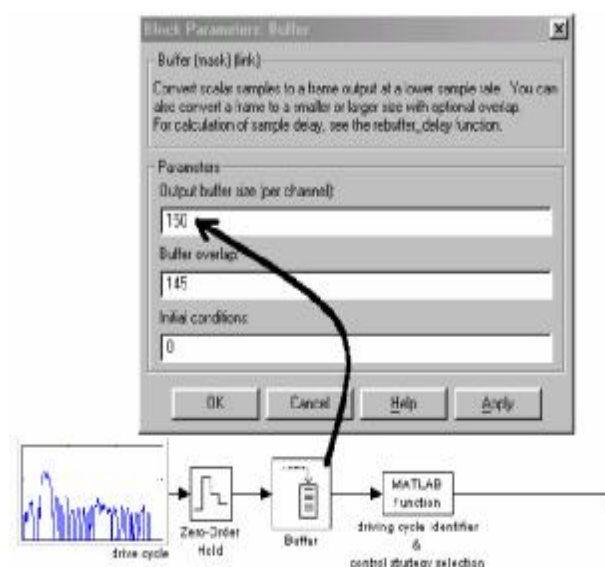 Block Parameters: Buffer
Buffer (mask) (link)
Convert scalar samples to a frame output at a lower sample rate. You can
also convert a frame to a smaller or larger size with optional overlap.
For calculation of sample delay, see the rebuffer_delay function.
Parameters
Output buffer size (per channel):
150
Buffer overlap:
145
Initial conditions:
0
OK
Cancel
Help
Apply
drive cycle
Zero-Order
Hold
Buffer
MATLAB
Function
driving cycle identifier
&
control strategy selection